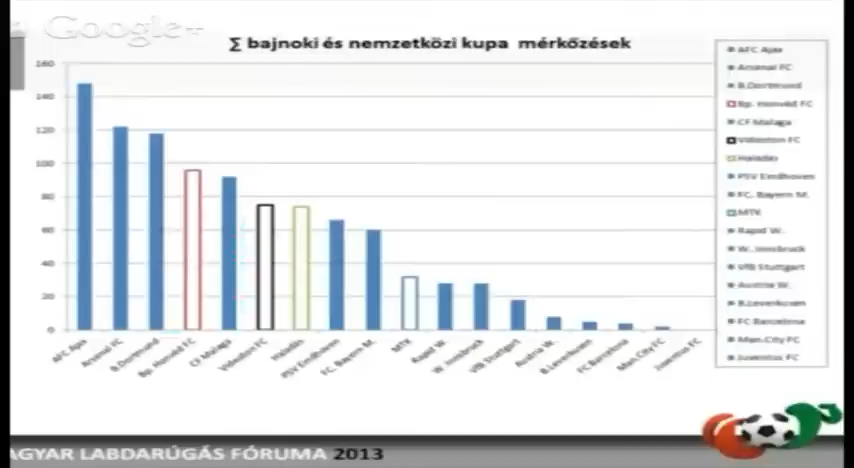 Google+
∑ bajnoki és nemzetközi kupa mérkőzések
160
140
120
100
80
60
40
20
0
AFC Ajax
Arsenal FC
B.Dortmund
Bp. Honvéd FC
CF Malaga
Videoton FC
Haladás
PSV Eindhoven
FC. Bayern M.
MTK
Rapid W.
W. Innsbruck
VfB Stuttgart
Austria W.
B.Leverkusen
FC Barcelona
Man.City FC
Juventus FC
AFC Ajax
Arsenal FC
B.Dortmund
Bp. Honvéd FC
CF Malaga
Videoton FC
Haladás
PSV Eindhoven
FC. Bayern M.
MTK
Rapid W.
W. Innsbruck
VfB Stuttgart
Austria W.
B.Leverkusen
FC Barcelona
Man.City FC
Juventus FC
AGYAR LABDARÚGÁS FÓRUMA 2013